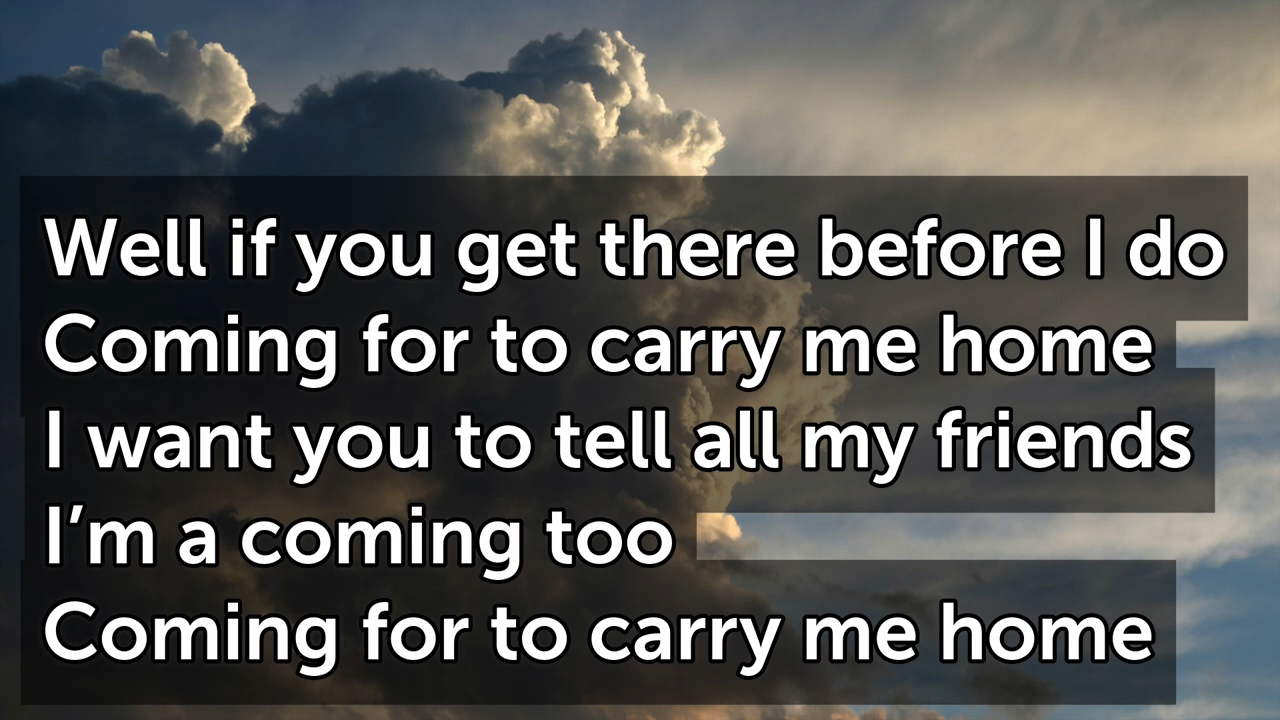 Well if you get there before I do
Coming for to carry me home
I want you to tell all my friends
I’m a coming too
Coming for to carry me home